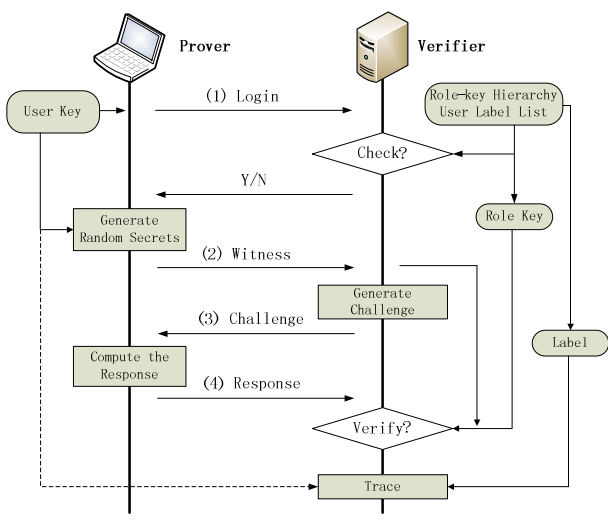 Prover
Verifier
User Key
(1) Login
Role-key Hierarchy
User Label List
Check?
Y/N
Generate
Random Secrets
Role Key
(2) Witness
Generate
Challenge
(3) Challenge
Label
Compute the
Response
(4) Response
Verify?
Trace